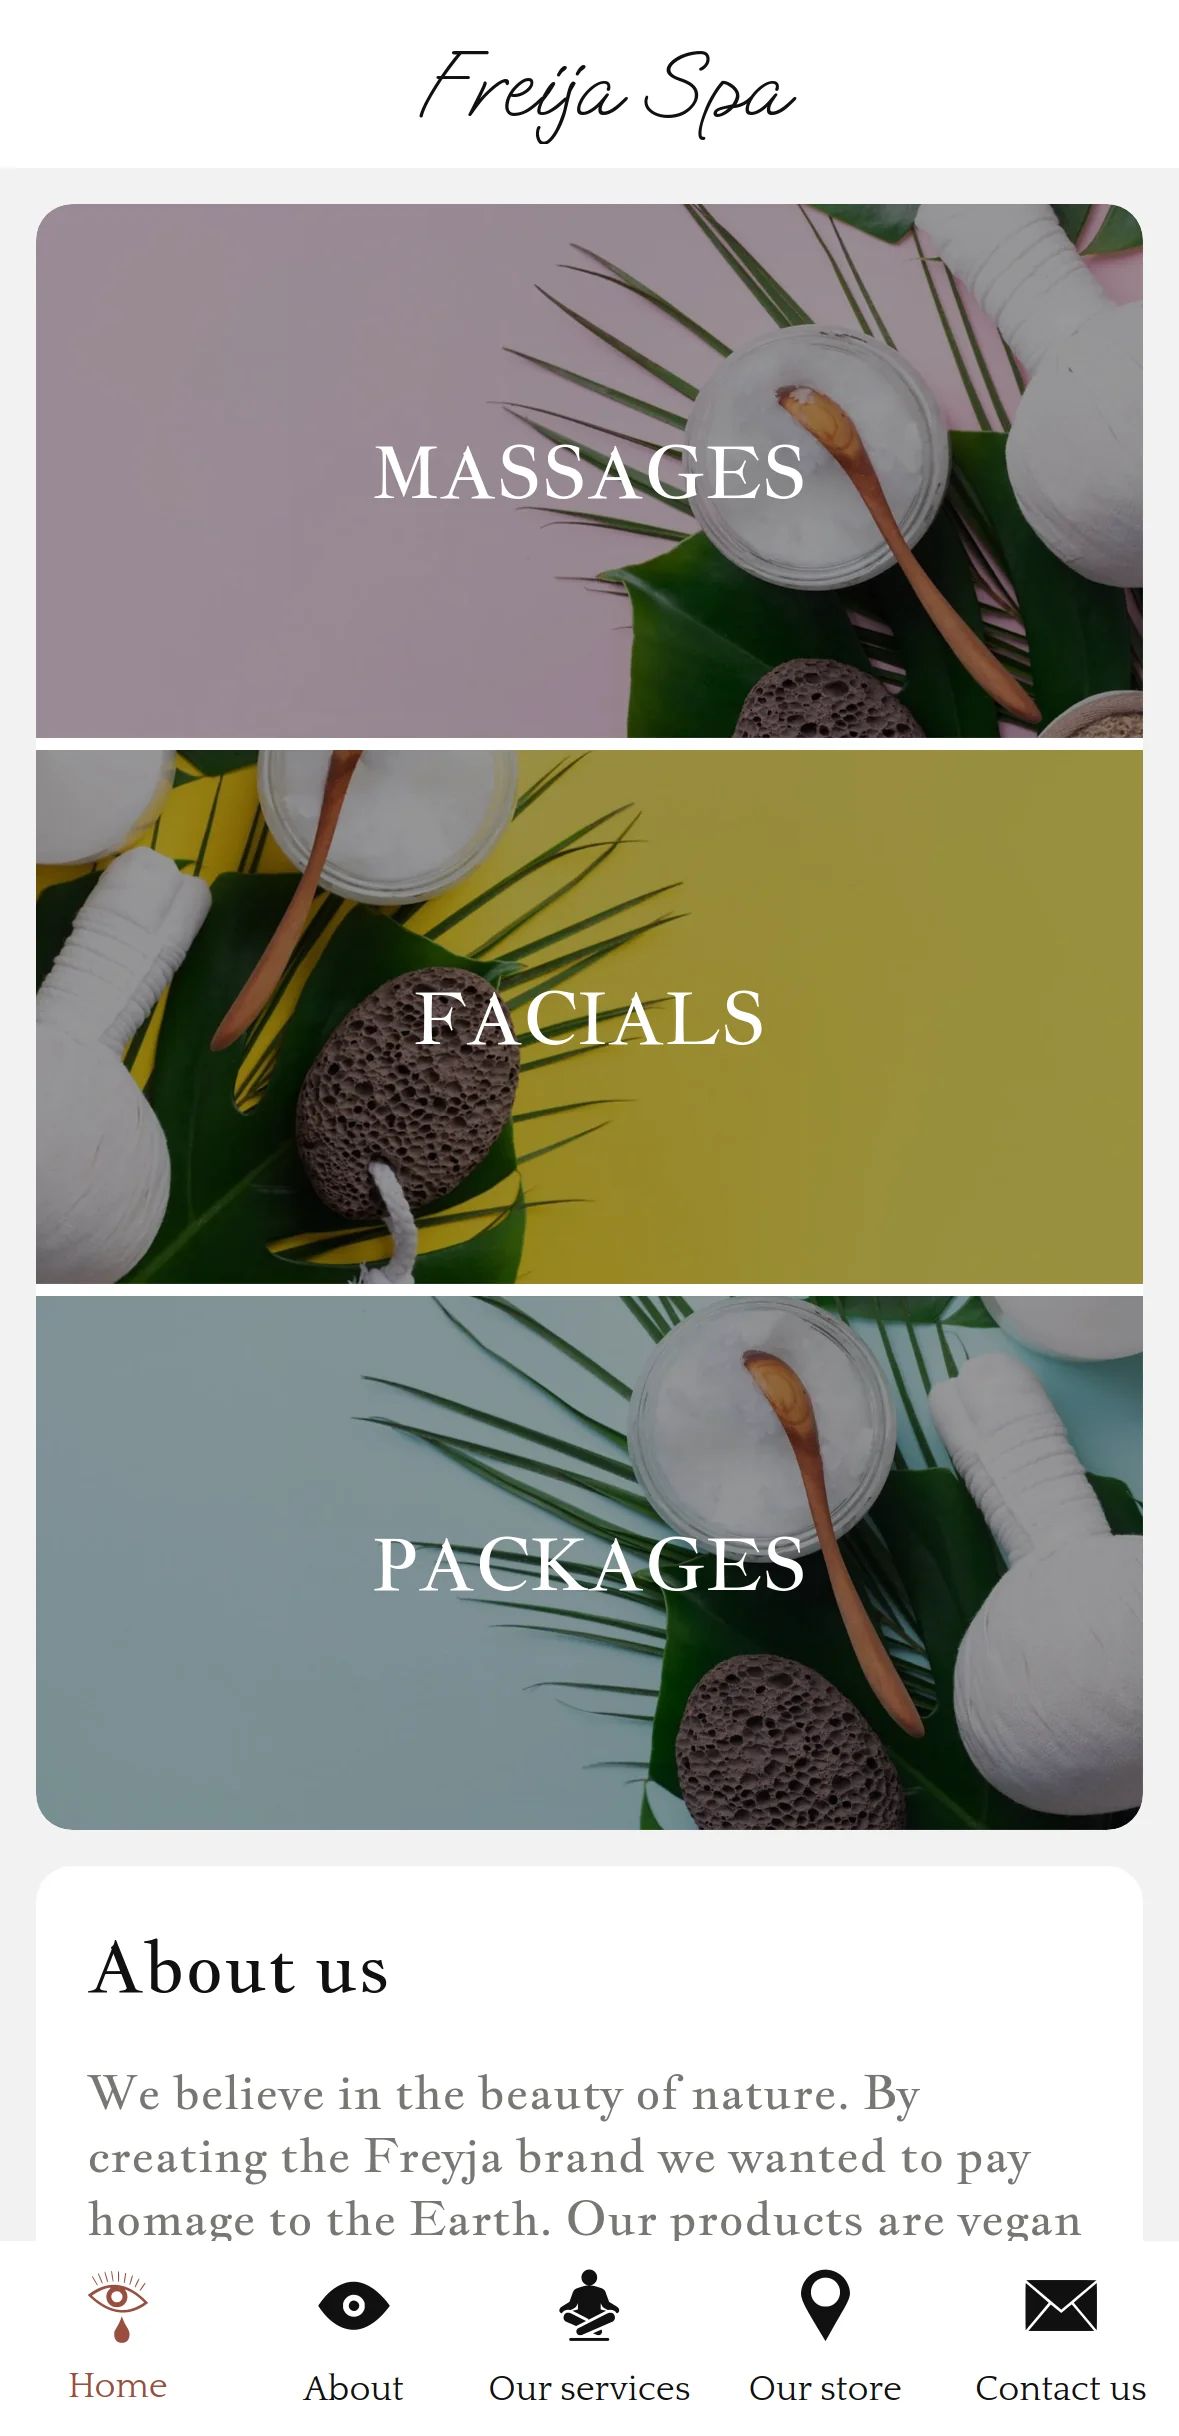 Freija Spa
MASSAGES
FACIALS
PACKAGES
About us
We believe in the beauty of nature. By
creating the Freyja brand we wanted to pay
homage to the Earth. Our products are vegan
Home
About
Our services
Our store
Contact us